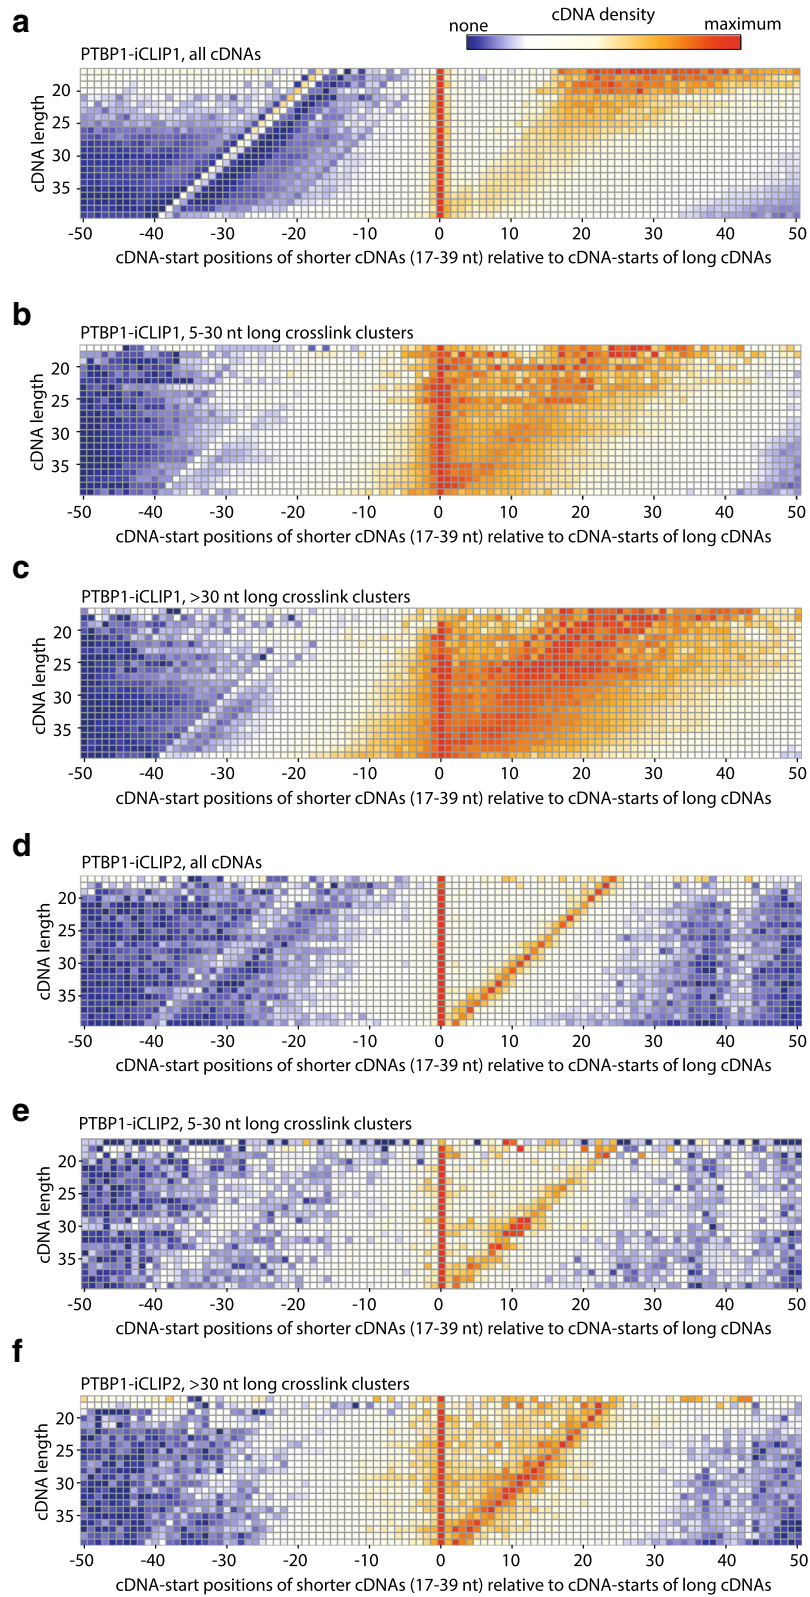 a
cDNA density
none
maximum
PTBP1-iCLIP1, all cDNAs
cDNA length
20
25
30
35
-50 -40 -30 -20 -10 0 10 20 30 40 50
cDNA-start positions of shorter cDNAs (17-39 nt) relative to cDNA-starts of long cDNAs
b
PTBP1-iCLIP1, 5-30 nt long crosslink clusters
cDNA length
20
25
30
35
-50 -40 -30 -20 -10 0 10 20 30 40 50
cDNA-start positions of shorter cDNAs (17-39 nt) relative to cDNA-starts of long cDNAs
c
PTBP1-iCLIP1, >30 nt long crosslink clusters
cDNA length
20
25
30
35
-50 -40 -30 -20 -10 0 10 20 30 40 50
cDNA-start positions of shorter cDNAs (17-39 nt) relative to cDNA-starts of long cDNAs
d
PTBP1-iCLIP2, all cDNAs
cDNA length
20
25
30
35
-50 -40 -30 -20 -10 0 10 20 30 40 50
cDNA-start positions of shorter cDNAs (17-39 nt) relative to cDNA-starts of long cDNAs
e
PTBP1-iCLIP2, 5-30 nt long crosslink clusters
cDNA length
20
25
30
35
-50 -40 -30 -20 -10 0 10 20 30 40 50
cDNA-start positions of shorter cDNAs (17-39 nt) relative to cDNA-starts of long cDNAs
f
PTBP1-iCLIP2, >30 nt long crosslink clusters
cDNA length
20
25
30
35
-50 -40 -30 -20 -10 0 10 20 30 40 50
cDNA-start positions of shorter cDNAs (17-39 nt) relative to cDNA-starts of long cDNAs